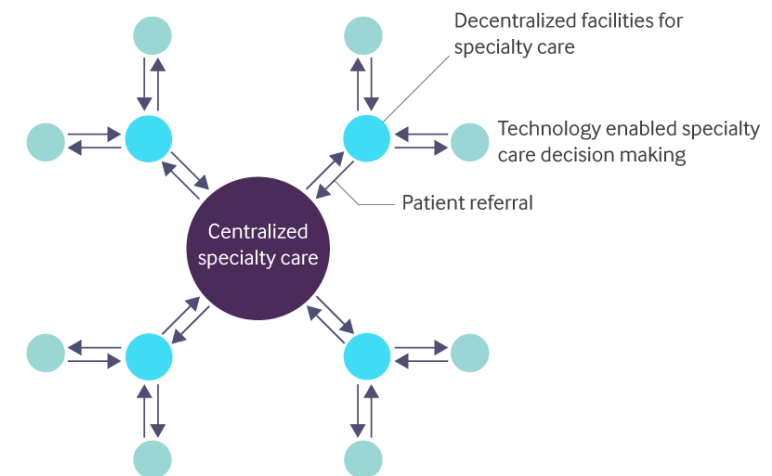 Decentralized facilities for
specialty care
Technology enabled specialty
care decision making
Patient referral
Centralized
specialty care